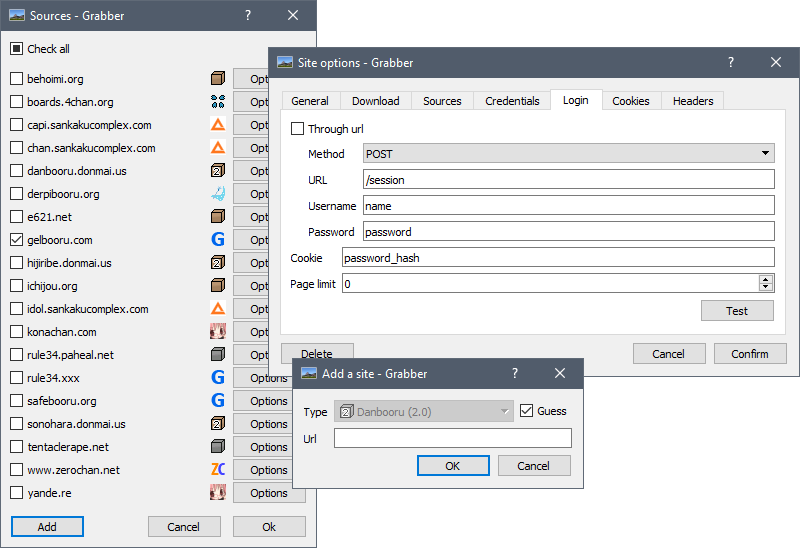 Sources - Grabber
Check all
behoimi.org Opt
boards.4chan.org Opt
capi.sankakucomplex.com Opt
chan.sankakucomplex.com Opt
danbooru.donmai.us Opt
derpibooru.org Opt
e621.net Opt
gelbooru.com Opt
hijiribe.donmai.us Opt
ichijou.org Opt
idol.sankakucomplex.com Opt
konachan.com Opt
rule34.paheal.net Opt
rule34.xxx Options
safebooru.org Options
sonohara.donmai.us Options
tentaclerape.net Options
www.zerochan.net Options
yande.re Options
Add Cancel Ok
Site options - Grabber
General Download Sources Credentials Login Cookies Headers
Through url
Method POST
URL /session
Username name
Password password
Cookie password_hash
Page limit 0
Test
Delete Cancel Confirm
Add a site - Grabber
Type Danbooru (2.0) Guess
Url
OK Cancel